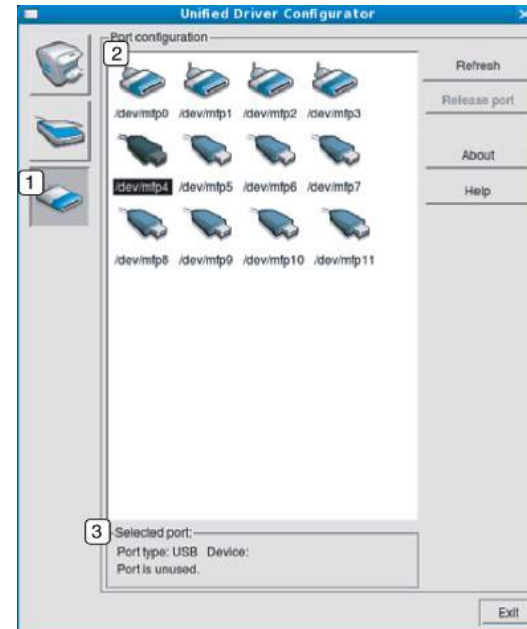 Unified Driver Configurator
Port configuration
2
/dev/mfp0 /dev/mfp1 /dev/mfp2 /dev/mfp3
/dev/mfp4 /dev/mfp5 /dev/mfp6 /dev/mfp7
/dev/mfp8 /dev/mfp9 /dev/mfp10 /dev/mfp11
Refresh
Release port
About
Help
1
3
Selected port:
Port type: USB Device:
Port is unused.
Exit